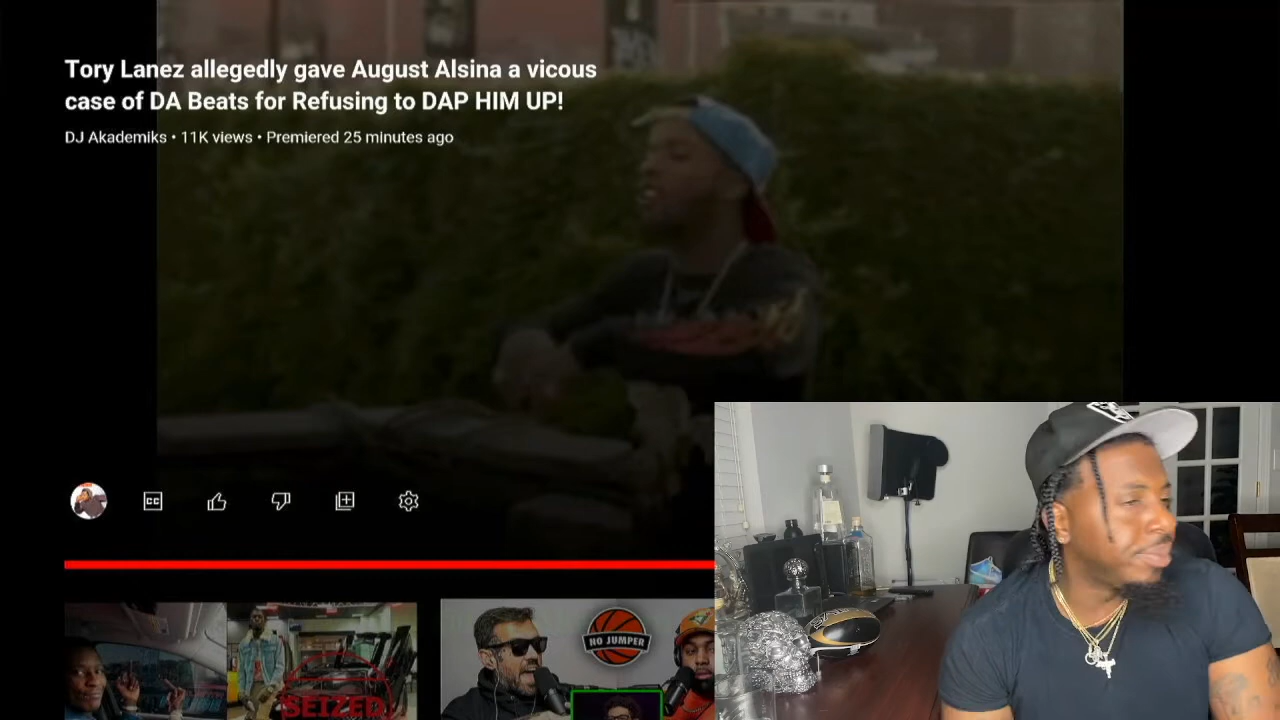 Tory Lanez allegedly gave August Alsina a vicous
case of DA Beats for Refusing to DAP HIM UP!
DJ Akademiks • 11K views • Premiered 25 minutes ago
CC
SEIZED
NO JUMPER